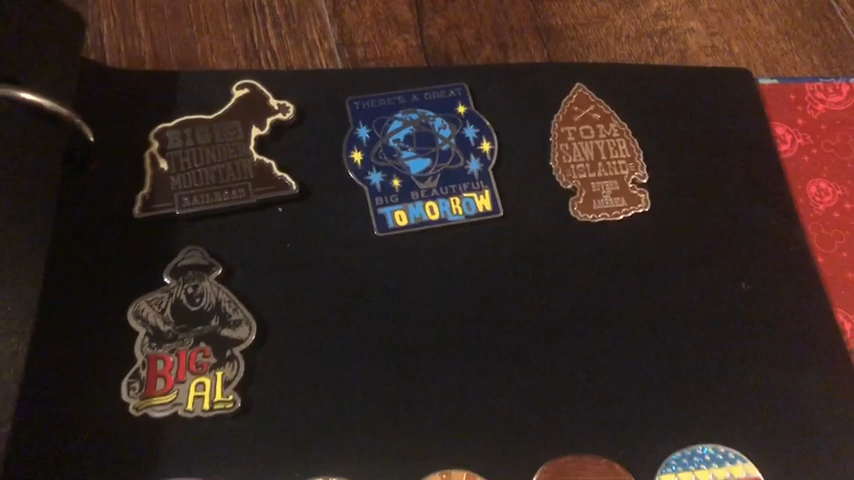 BIG
THUNDER
MOUNTAIN
RAILROAD
THERE'S A GREAT
BIG BEAUTIFUL
TOMORROW
TOM
SAWYER
ISLAND
RIVERS
OF
AMERICA
BIG
AL